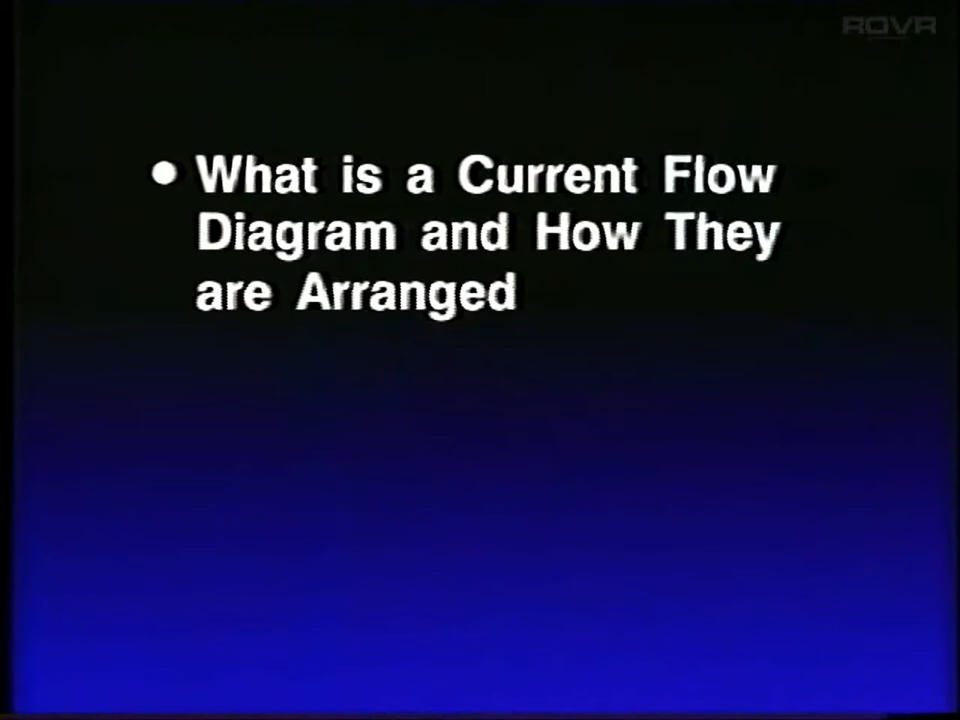 ROVR
• What is a Current Flow
Diagram and How They
are Arranged